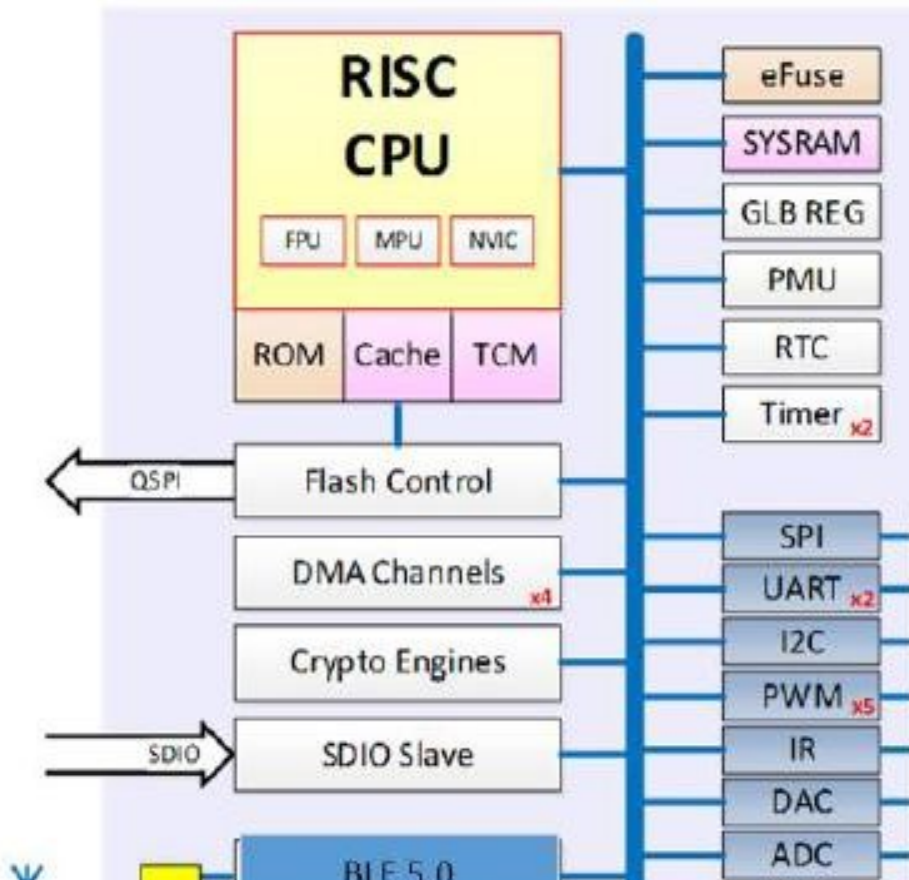 RISC
CPU
FPU
MPU
NVIC
ROM
Cache
TCM
QSPI
Flash Control
DMA Channels
x4
Crypto Engines
SDIO
SDIO Slave
BLE 5.0
eFuse
SYSRAM
GLB REG
PMU
RTC
Timer x2
SPI
UART x2
I2C
PWM x5
IR
DAC
ADC